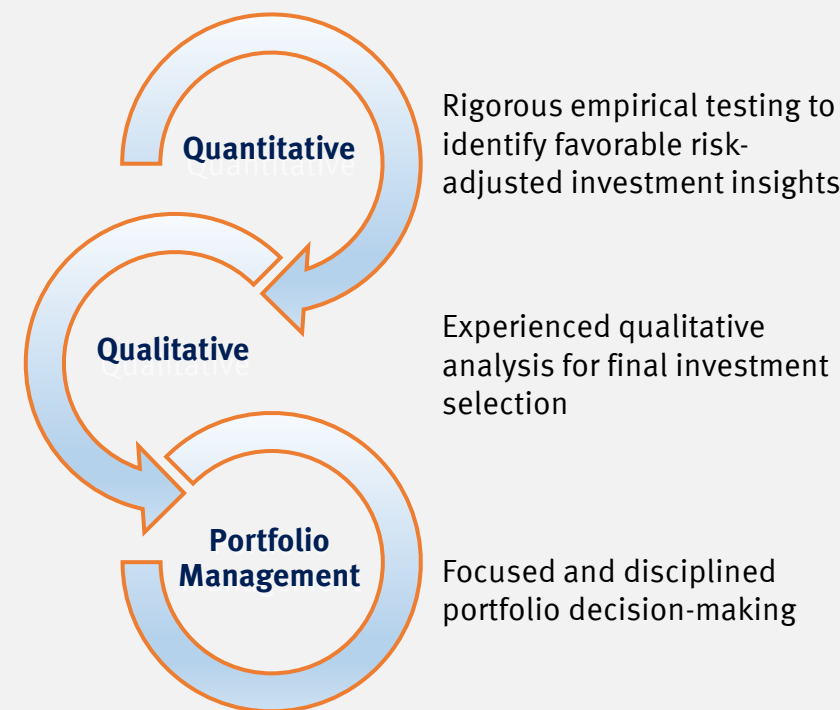 Quantitative
Rigorous empirical testing to
identify favorable risk-
adjusted investment insights
Qualitative
Experienced qualitative
analysis for final investment
selection
Portfolio
Management
Focused and disciplined
portfolio decision-making